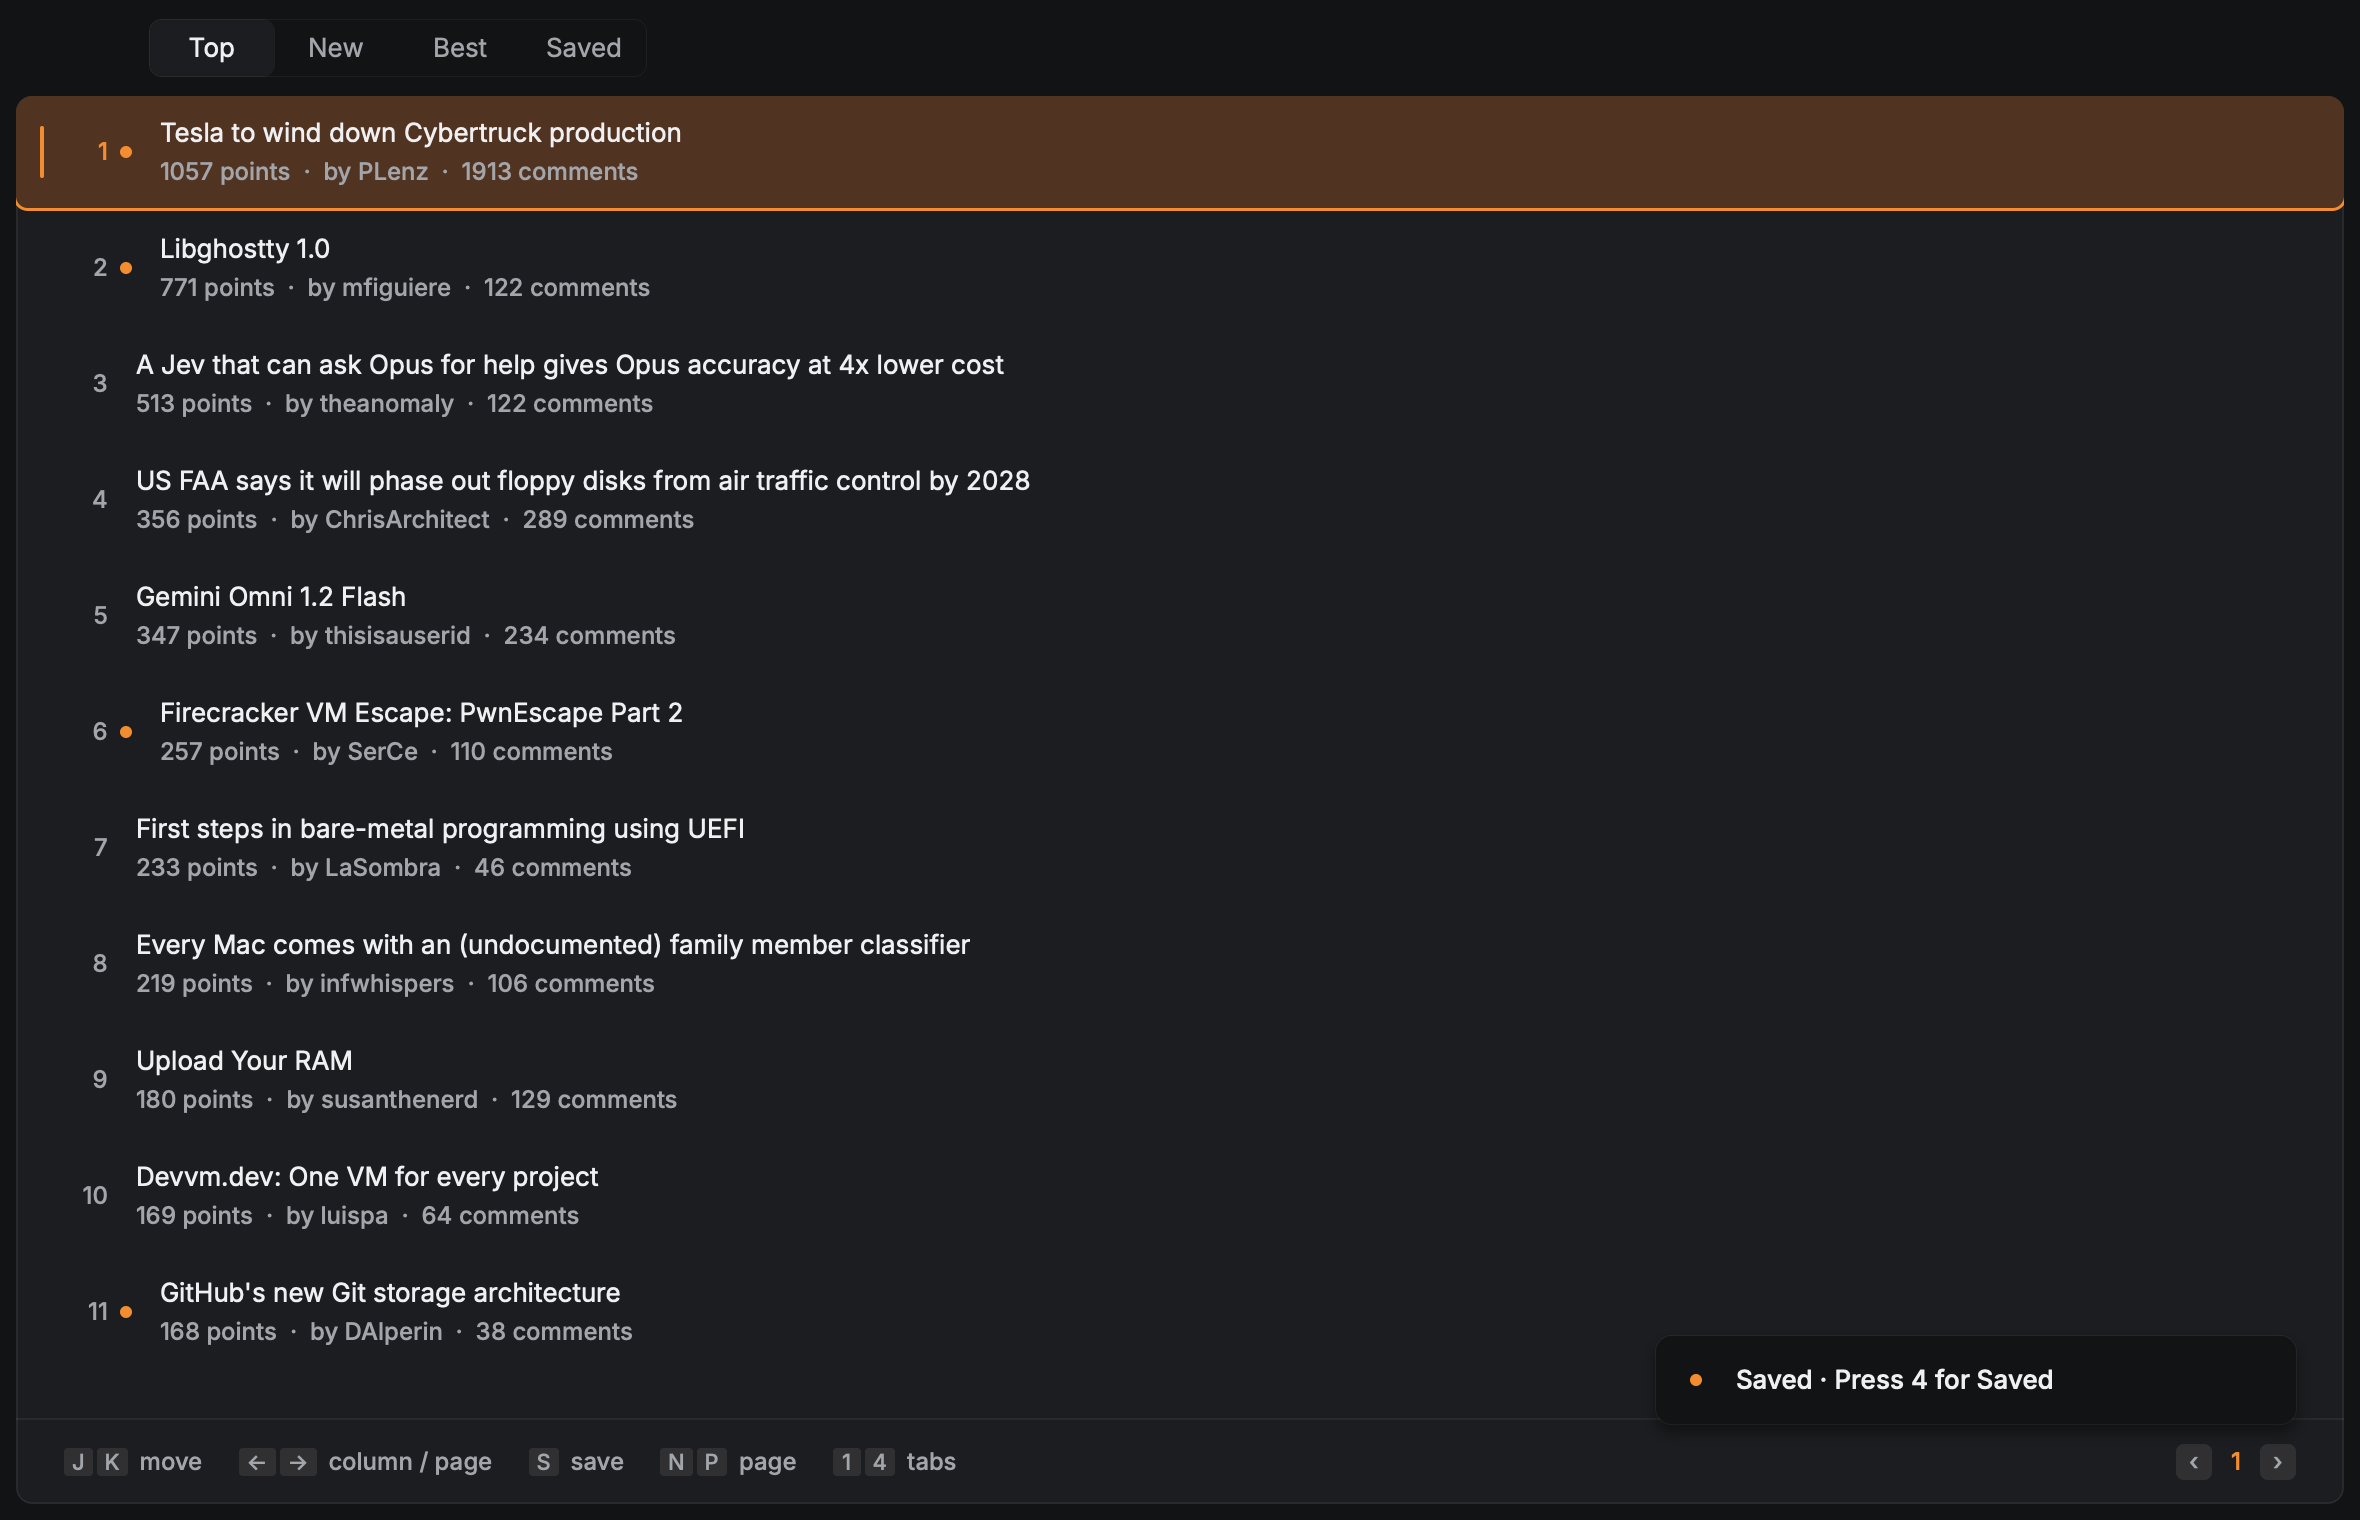 Top New Best Saved
1 Tesla to wind down Cybertruck production
1057 points · by PLenz · 1913 comments
2 Libghostty 1.0
771 points · by mfiguiere · 122 comments
3 A Jev that can ask Opus for help gives Opus accuracy at 4x lower cost
513 points · by theanomaly · 122 comments
4 US FAA says it will phase out floppy disks from air traffic control by 2028
356 points · by ChrisArchitect · 289 comments
5 Gemini Omni 1.2 Flash
347 points · by thisisauserid · 234 comments
6 Firecracker VM Escape: PwnEscape Part 2
257 points · by SerCe · 110 comments
7 First steps in bare-metal programming using UEFI
233 points · by LaSombra · 46 comments
8 Every Mac comes with an (undocumented) family member classifier
219 points · by infwhispers · 106 comments
9 Upload Your RAM
180 points · by susanthenerd · 129 comments
10 Devvm.dev: One VM for every project
169 points · by luispa · 64 comments
11 GitHub's new Git storage architecture
168 points · by DAlperin · 38 comments
Saved · Press 4 for Saved
J K move ← → column / page S save N P page 1 4 tabs ‹ 1 ›